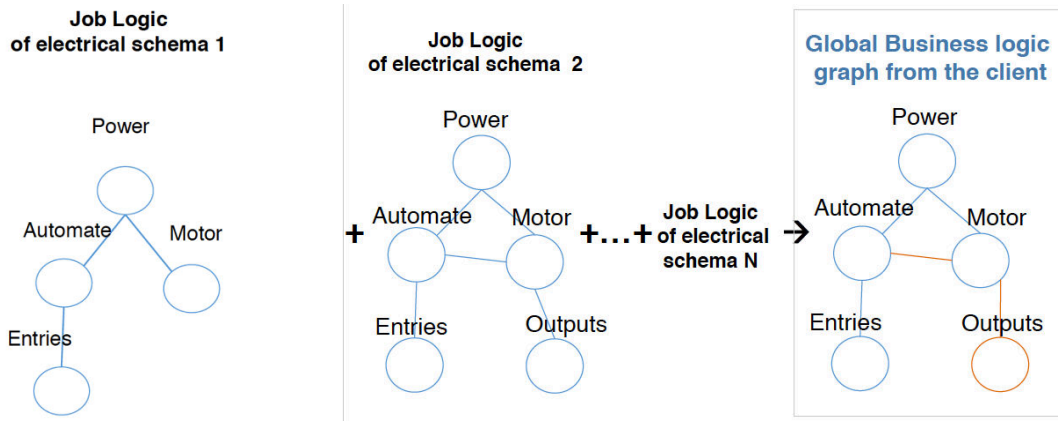 Job Logic
of electrical schema 1
Power
Automate
Motor
Entries
+
Job Logic
of electrical schema 2
Power
Automate
Motor
Entries
Outputs
+...+
Job Logic
of electrical
schema N
→
Global Business logic
graph from the client
Power
Automate
Motor
Entries
Outputs